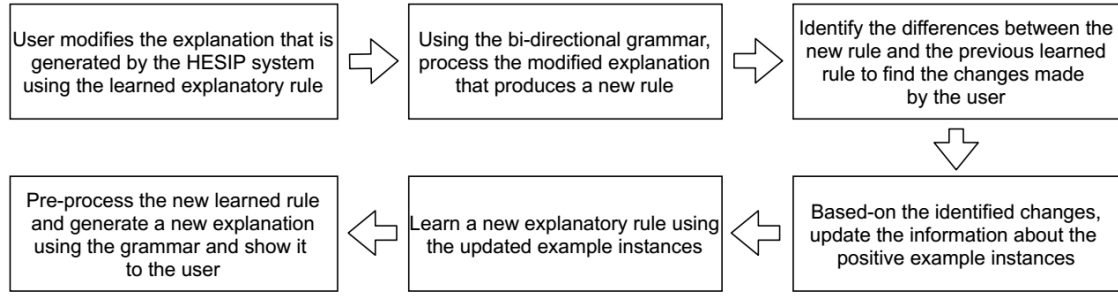 User modifies the explanation that is
generated by the HESIP system
using the learned explanatory rule
Using the bi-directional grammar,
process the modified explanation
that produces a new rule
Identify the differences between the
new rule and the previous learned
rule to find the changes made
by the user
Based-on the identified changes,
update the information about the
positive example instances
Learn a new explanatory rule using
the updated example instances
Pre-process the new learned rule
and generate a new explanation
using the grammar and show it
to the user